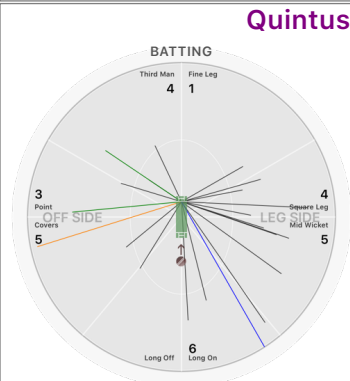 Quintus
BATTING
Third Man Fine Leg
4 1
3 4
Point Square Leg
OFF SIDE LEG SIDE
Covers Mid Wicket
5 5
6
Long Off Long On